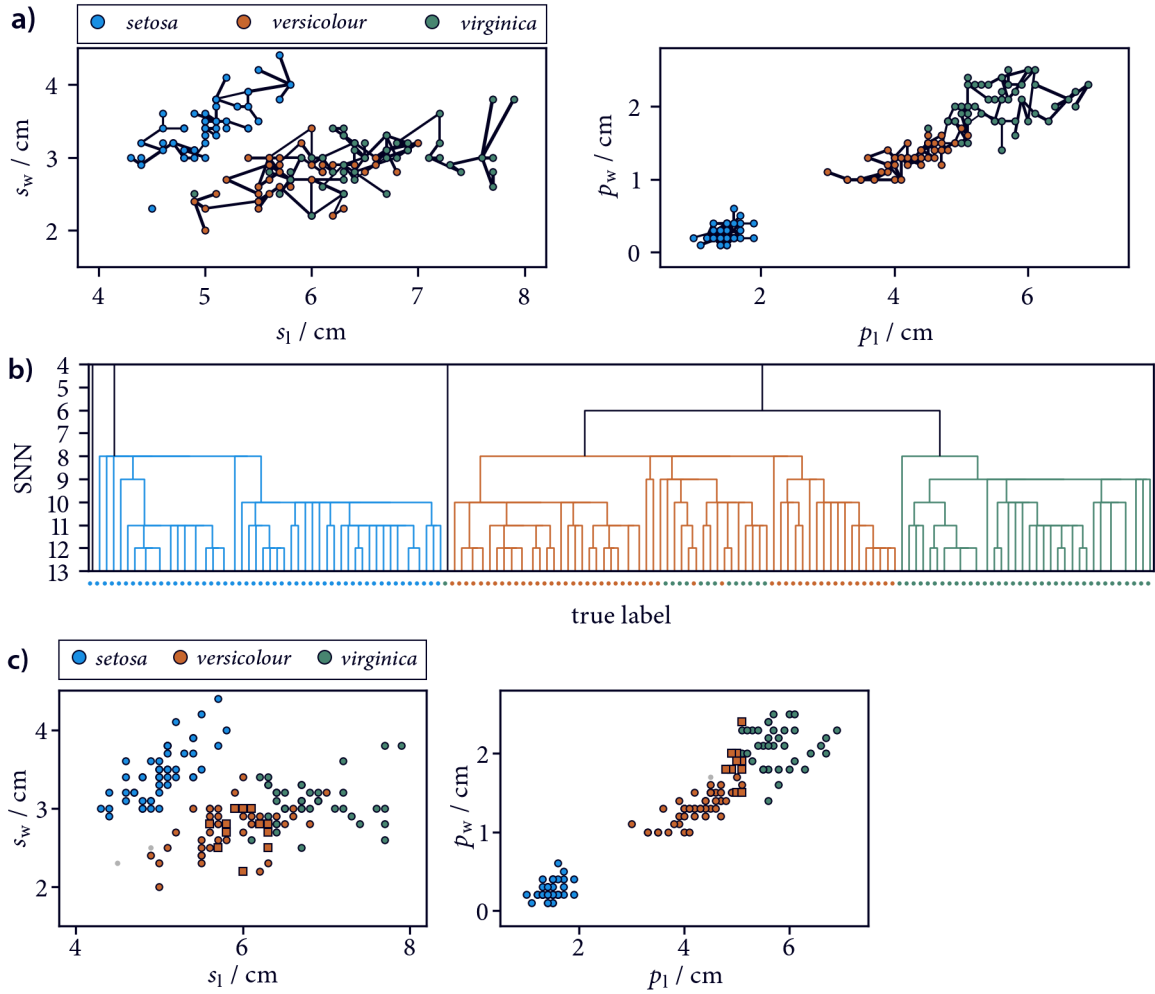 a) setosa versicolour virginica
4
3
2
s_w / cm
4 5 6 7 8
s_l / cm
2
1
0
p_w / cm
2 4 6
p_l / cm
b)
4
5
6
7
8
9
10
11
12
13
SNN
true label
c) setosa versicolour virginica
4
3
2
s_w / cm
4 6 8
s_l / cm
2
1
0
p_w / cm
2 4 6
p_l / cm